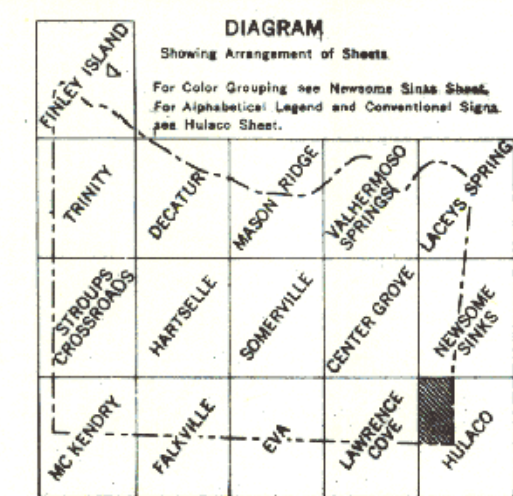 DIAGRAM
Showing Arrangement of Sheets
For Color Grouping see Newsome Sinks Sheet.
For Alphabetical Legend and Conventional Signs
see Hulaco Sheet.
FINLEY ISLAND
TRINITY
DECATUR
MASON RIDGE
VALHERMOSO
SPRINGS
LACEYS SPRING
STROUPS
CROSSROADS
HARTSELLE
SOMERVILLE
CENTER GROVE
NEWSOME
SINKS
MC KENDRY
FALKVILLE
EVA
LAWRENCE
COVE
HULACO